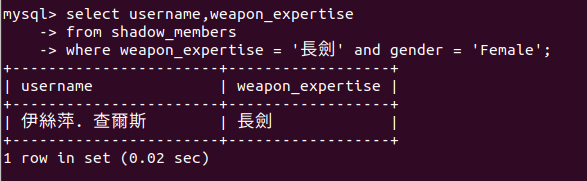 mysql> select username,weapon_expertise
    -> from shadow_members
    -> where weapon_expertise = '長劍' and gender = 'Female';
+----------------------+------------------+
| username             | weapon_expertise |
+----------------------+------------------+
| 伊絲萍. 查爾斯       | 長劍             |
+----------------------+------------------+
1 row in set (0.02 sec)